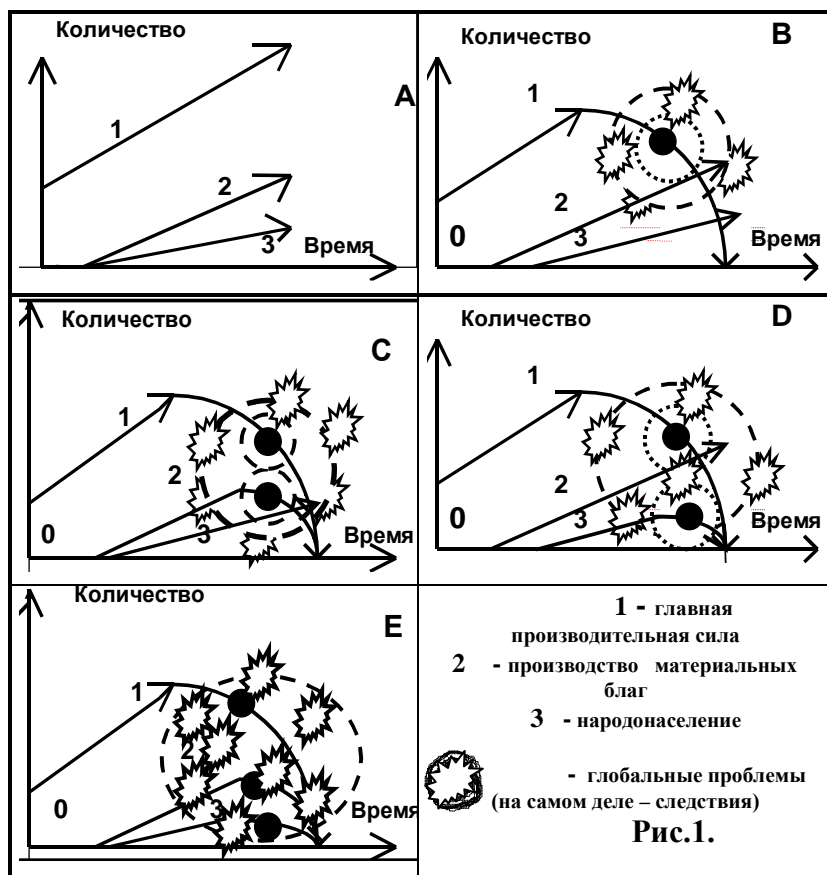 Количество
A
1
2
3
Время
Количество
B
1
0
2
3
Время
Количество
C
1
2
0
3
Время
Количество
D
1
2
0
3
Время
Количество
E
1
2
0
3
Время
1 - главная
производительная сила
2 - производство материальных
благ
3 - народонаселение
- глобальные проблемы
(на самом деле – следствия)
Рис.1.